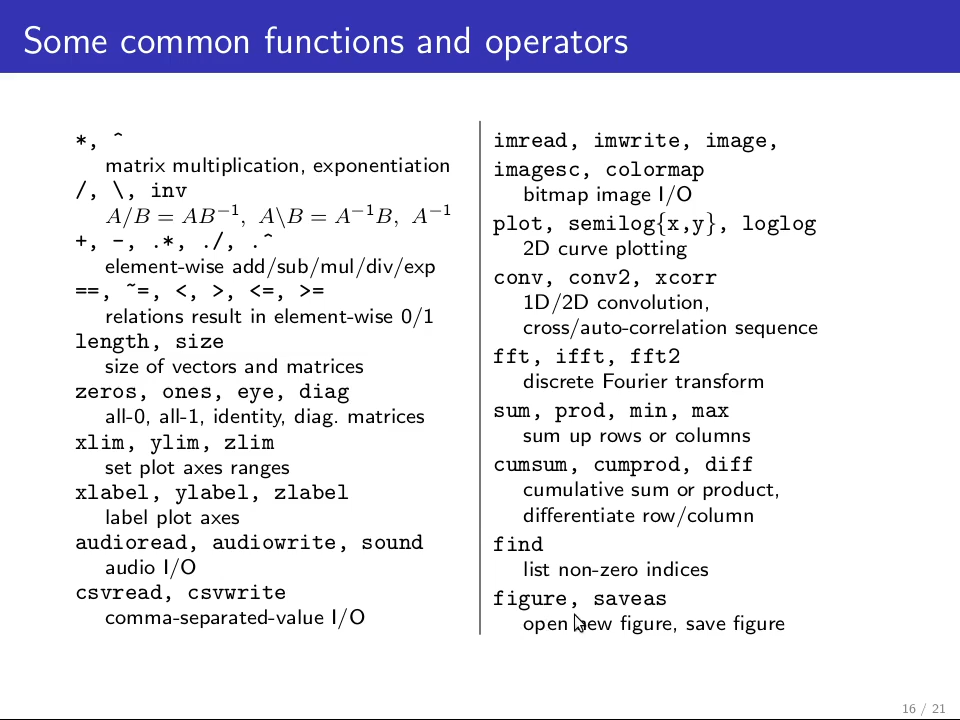 Some common functions and operators
*, ^
matrix multiplication, exponentiation
/, \, inv
A/B = AB⁻¹, A\B = A⁻¹B, A⁻¹
+, -, .*, ./, .^
element-wise add/sub/mul/div/exp
==, ~=, <, >, <=, >=
relations result in element-wise 0/1
length, size
size of vectors and matrices
zeros, ones, eye, diag
all-0, all-1, identity, diag. matrices
xlim, ylim, zlim
set plot axes ranges
xlabel, ylabel, zlabel
label plot axes
audioread, audiowrite, sound
audio I/O
csvread, csvwrite
comma-separated-value I/O
imread, imwrite, image,
imagesc, colormap
bitmap image I/O
plot, semilog{x,y}, loglog
2D curve plotting
conv, conv2, xcorr
1D/2D convolution,
cross/auto-correlation sequence
fft, ifft, fft2
discrete Fourier transform
sum, prod, min, max
sum up rows or columns
cumsum, cumprod, diff
cumulative sum or product,
differentiate row/column
find
list non-zero indices
figure, saveas
open new figure, save figure
16 / 21